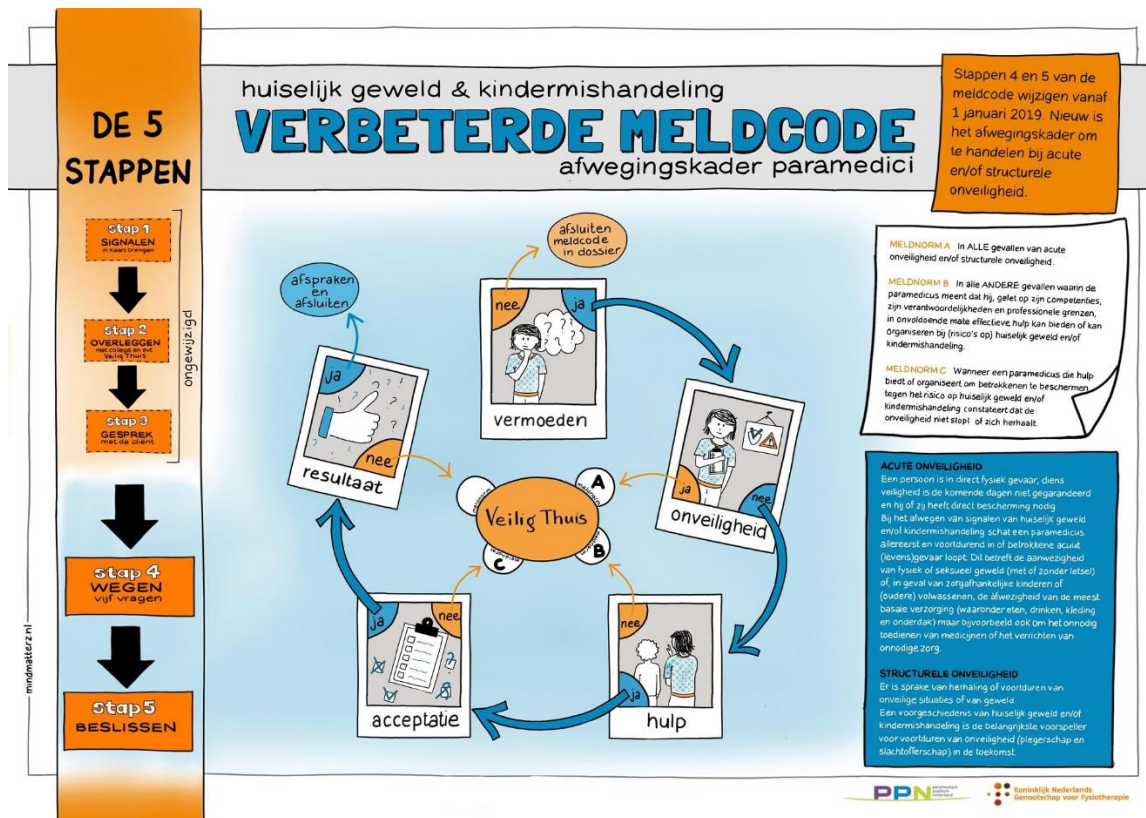 DE 5
STAPPEN
stap 1
SIGNALEN
in kaart brengen
stap 2
OVERLEGGEN
met collega en evt
Veilig Thuis
stap 3
GESPREK
met de cliënt
ongewijzigd
stap 4
WEGEN
vijf vragen
stap 5
BESLISSEN
mindmatterz.nl
huiselijk geweld & kindermishandeling
VERBETERDE MELDCODE
afwegingskader paramedici
Stappen 4 en 5 van de
meldcode wijzigen vanaf
1 januari 2019. Nieuw is
het afwegingskader om
te handelen bij acute
en/of structurele
onveiligheid.
afsluiten
meldcode
in dossier
afspraken
en
afsluiten
nee
ja
vermoeden
ja
nee
onveiligheid
nee
ja
hulp
ja
nee
acceptatie
ja
nee
resultaat
Veilig Thuis
A
B
C
MELDNORM A In ALLE gevallen van acute
onveiligheid en/of structurele onveiligheid.
MELDNORM B In alle ANDERE gevallen waarin de
paramedicus meent dat hij, gelet op zijn competenties,
zijn verantwoordelijkheden en professionele grenzen,
in onvoldoende mate effectieve hulp kan bieden of kan
organiseren bij (risico's op) huiselijk geweld en/of
kindermishandeling.
MELDNORM C Wanneer een paramedicus die hulp
biedt of organiseert om betrokkenen te beschermen
tegen het risico op huiselijk geweld en/of
kindermishandeling constateert dat de
onveiligheid niet stopt of zich herhaalt.
ACUTE ONVEILIGHEID
Een persoon is in direct fysiek gevaar, diens
veiligheid is de komende dagen niet gegarandeerd
en hij of zij heeft direct bescherming nodig.
Bij het afwegen van signalen van huiselijk geweld
en/of kindermishandeling schat een paramedicus
allereerst en voortdurend in of betrokkene acuut
(levens)gevaar loopt. Dit betreft de aanwezigheid
van fysiek of seksueel geweld (met of zonder letsel)
of, in geval van zorgafhankelijke kinderen of
(oudere) volwassenen, de afwezigheid van de meest
basale verzorging (waaronder eten, drinken, kleding
en onderdak) maar bijvoorbeeld ook om het onnodig
toedienen van medicijnen of het verrichten van
onnodige zorg.
STRUCTURELE ONVEILIGHEID
Er is sprake van herhaling of voortduren van
onveilige situaties of van geweld.
Een voorgeschiedenis van huiselijk geweld en/of
kindermishandeling is de belangrijkste voorspeller
voor voortduren van onveiligheid (plegerschap en
slachtofferschap) in de toekomst.
PPN paramedisch
platform
nederland
Koninklijk Nederlands
Genootschap voor Fysiotherapie